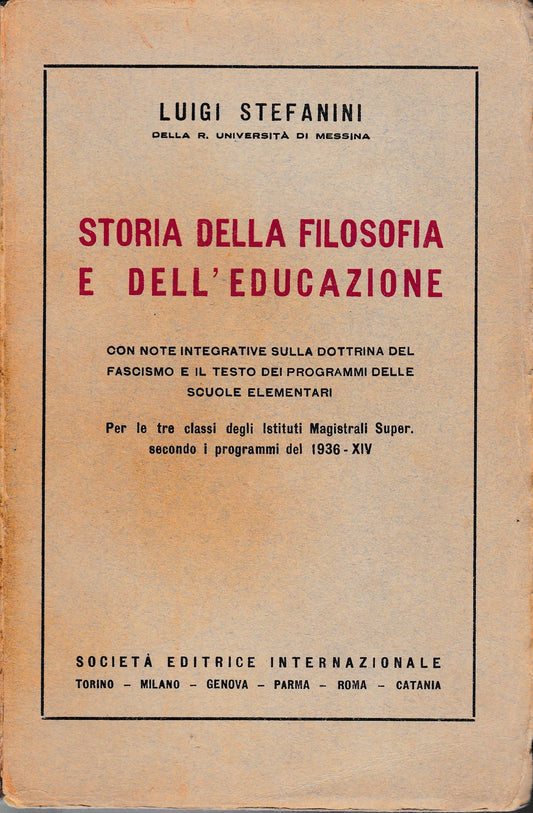 LUIGI STEFANINI
DELLA R. UNIVERSITÀ DI MESSINA
STORIA DELLA FILOSOFIA
E DELL'EDUCAZIONE
CON NOTE INTEGRATIVE SULLA DOTTRINA DEL
FASCISMO E IL TESTO DEI PROGRAMMI DELLE
SCUOLE ELEMENTARI
Per le tre classi degli Istituti Magistrali Super.
secondo i programmi del 1936 - XIV
SOCIETÀ EDITRICE INTERNAZIONALE
TORINO – MILANO – GENOVA – PARMA – ROMA – CATANIA